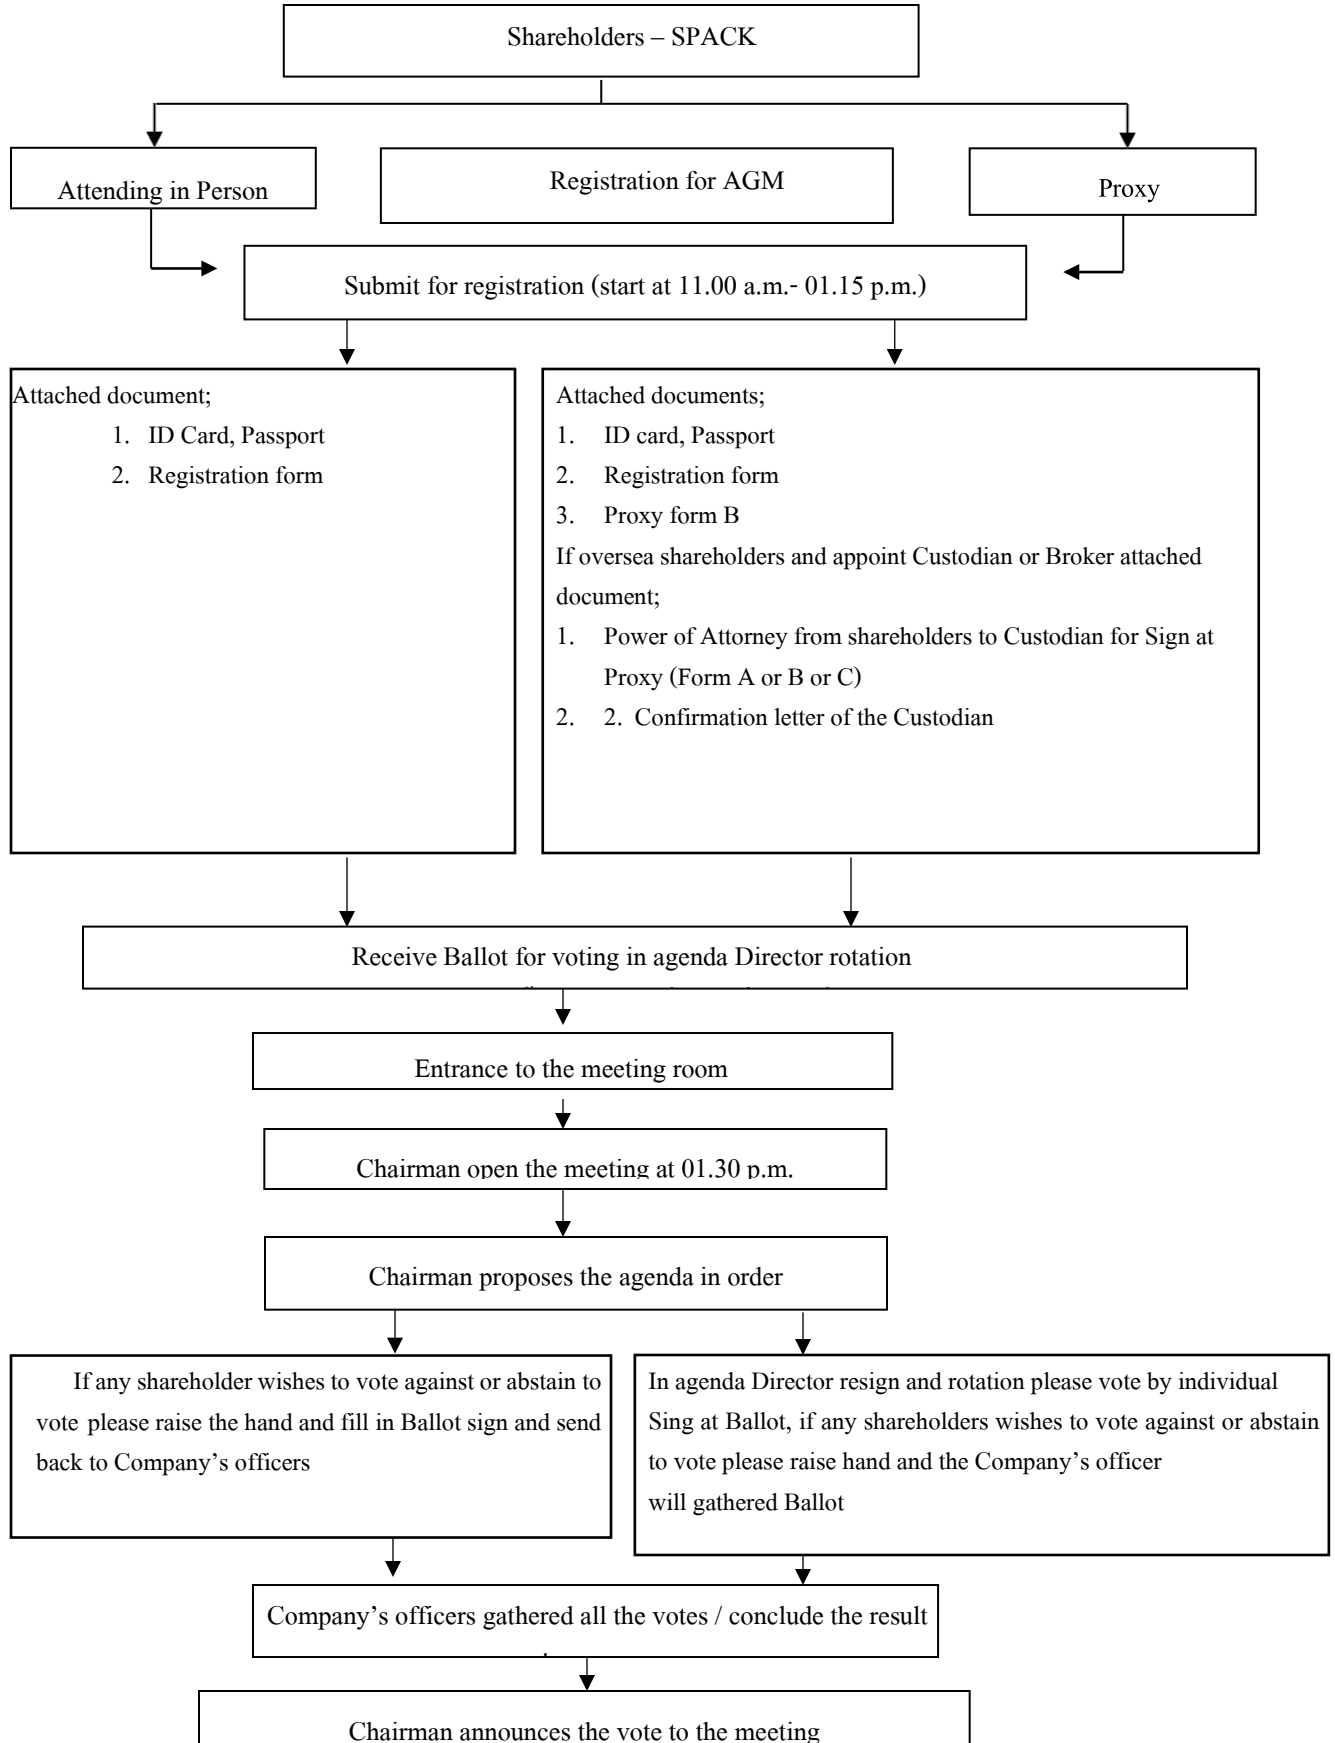 Shareholders – SPACK
Attending in Person
Registration for AGM
Proxy
Submit for registration (start at 11.00 a.m.- 01.15 p.m.)
Attached document;
1. ID Card, Passport
2. Registration form
Attached documents;
1. ID card, Passport
2. Registration form
3. Proxy form B
If oversea shareholders and appoint Custodian or Broker attached
document;
1. Power of Attorney from shareholders to Custodian for Sign at
Proxy (Form A or B or C)
2. 2. Confirmation letter of the Custodian
Receive Ballot for voting in agenda Director rotation
Entrance to the meeting room
Chairman open the meeting at 01.30 p.m.
Chairman proposes the agenda in order
If any shareholder wishes to vote against or abstain to
vote please raise the hand and fill in Ballot sign and send
back to Company’s officers
In agenda Director resign and rotation please vote by individual
Sing at Ballot, if any shareholders wishes to vote against or abstain
to vote please raise hand and the Company’s officer
will gathered Ballot
Company’s officers gathered all the votes / conclude the result
Chairman announces the vote to the meeting